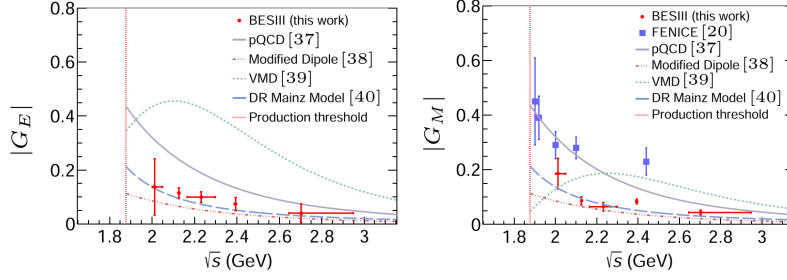 0.8
0.6
0.4
0.2
0
|G_E|
BESIII (this work)
pQCD [37]
Modified Dipole [38]
VMD [39]
DR Mainz Model [40]
Production threshold
1.8 2 2.2 2.4 2.6 2.8 3
√s (GeV)
0.8
0.6
0.4
0.2
0
|G_M|
BESIII (this work)
FENICE [20]
pQCD [37]
Modified Dipole [38]
VMD [39]
DR Mainz Model [40]
Production threshold
1.8 2 2.2 2.4 2.6 2.8 3
√s (GeV)